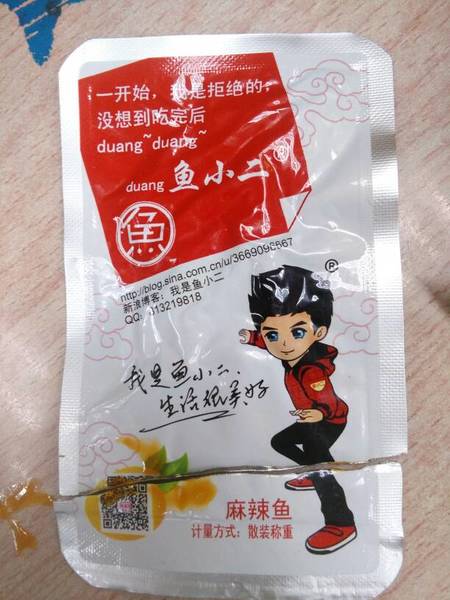 一开始，我是拒绝的；
没想到吃完后
duang~duang~
duang 鱼小二®
魚
http://blog.sina.com.cn/u/3669096667
新浪博客：我是鱼小二
®
我是鱼小二，
生活很美好
麻辣鱼
计量方式：散装称重